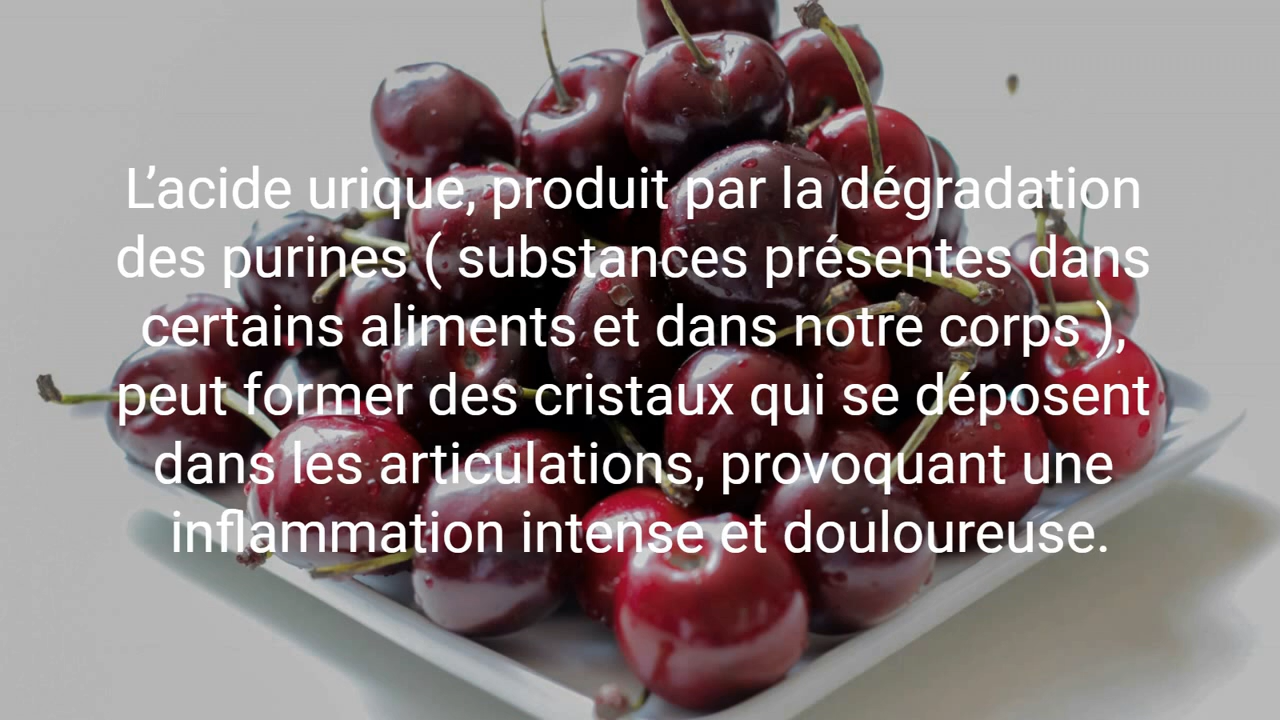 L’acide urique, produit par la dégradation
des purines ( substances présentes dans
certains aliments et dans notre corps ),
peut former des cristaux qui se déposent
dans les articulations, provoquant une
inflammation intense et douloureuse.